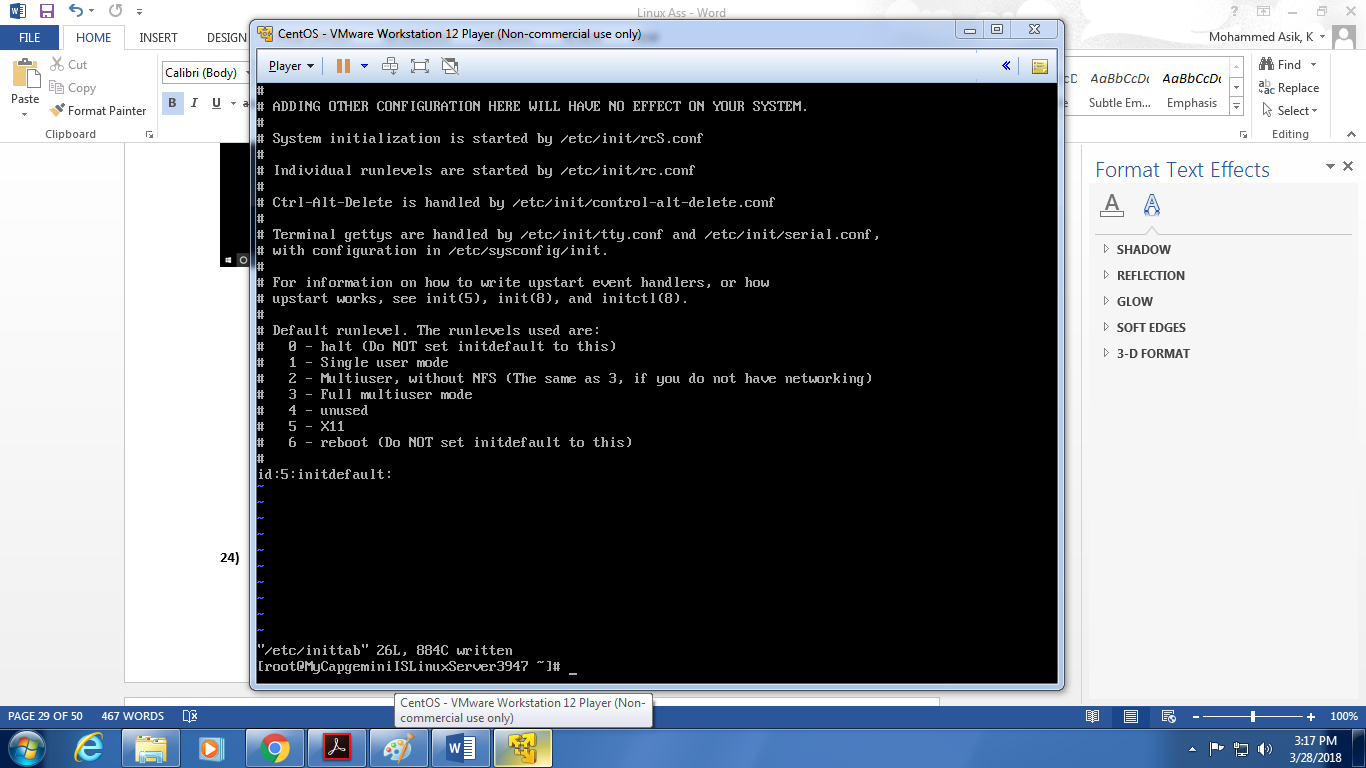 Linux Ass - Word
FILE HOME INSERT DESIGN
Mohammed Asik, K
Cut
Copy
Format Painter
Paste
Clipboard
Calibri (Body)
B I U
AaBbCcDc AaBbCcDc
Subtle Em... Emphasis
Find
Replace
Select
Editing
CentOS - VMware Workstation 12 Player (Non-commercial use only)
Player
#
# ADDING OTHER CONFIGURATION HERE WILL HAVE NO EFFECT ON YOUR SYSTEM.
#
# System initialization is started by /etc/init/rcS.conf
#
# Individual runlevels are started by /etc/init/rc.conf
#
# Ctrl-Alt-Delete is handled by /etc/init/control-alt-delete.conf
#
# Terminal gettys are handled by /etc/init/tty.conf and /etc/init/serial.conf,
# with configuration in /etc/sysconfig/init.
#
# For information on how to write upstart event handlers, or how
# upstart works, see init(5), init(8), and initctl(8).
#
# Default runlevel. The runlevels used are:
#   0 - halt (Do NOT set initdefault to this)
#   1 - Single user mode
#   2 - Multiuser, without NFS (The same as 3, if you do not have networking)
#   3 - Full multiuser mode
#   4 - unused
#   5 - X11
#   6 - reboot (Do NOT set initdefault to this)
#
id:5:initdefault:
~
~
~
~
~
~
~
~
~
~
"/etc/inittab" 26L, 884C written
[root@MyCapgeminiISLinuxServer3947 ~]# _
24)
Format Text Effects
A A
SHADOW
REFLECTION
GLOW
SOFT EDGES
3-D FORMAT
CentOS - VMware Workstation 12 Player (Non-
commercial use only)
PAGE 29 OF 50 467 WORDS
100%
3:17 PM
3/28/2018